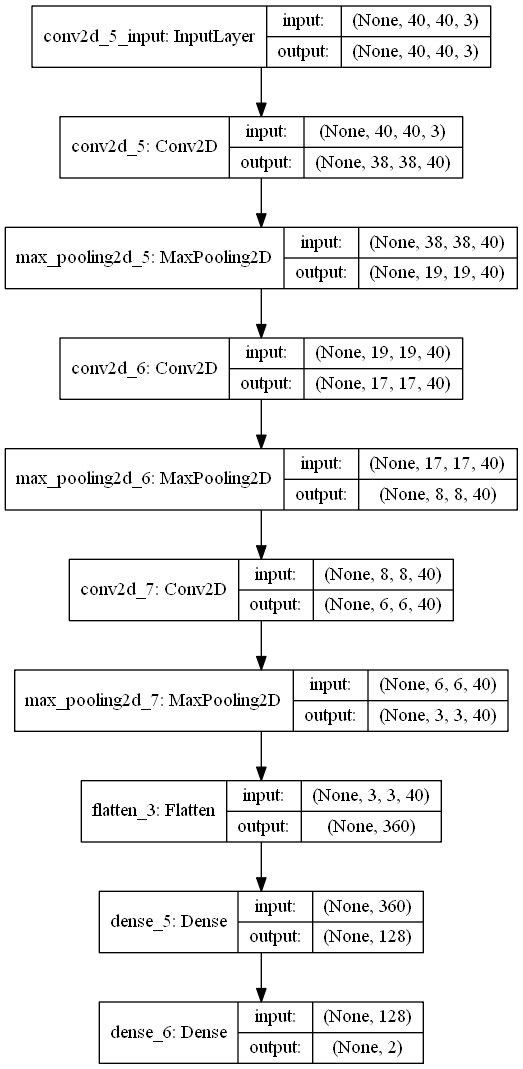 conv2d_5_input: InputLayer
input: (None, 40, 40, 3)
output: (None, 40, 40, 3)
conv2d_5: Conv2D
input: (None, 40, 40, 3)
output: (None, 38, 38, 40)
max_pooling2d_5: MaxPooling2D
input: (None, 38, 38, 40)
output: (None, 19, 19, 40)
conv2d_6: Conv2D
input: (None, 19, 19, 40)
output: (None, 17, 17, 40)
max_pooling2d_6: MaxPooling2D
input: (None, 17, 17, 40)
output: (None, 8, 8, 40)
conv2d_7: Conv2D
input: (None, 8, 8, 40)
output: (None, 6, 6, 40)
max_pooling2d_7: MaxPooling2D
input: (None, 6, 6, 40)
output: (None, 3, 3, 40)
flatten_3: Flatten
input: (None, 3, 3, 40)
output: (None, 360)
dense_5: Dense
input: (None, 360)
output: (None, 128)
dense_6: Dense
input: (None, 128)
output: (None, 2)